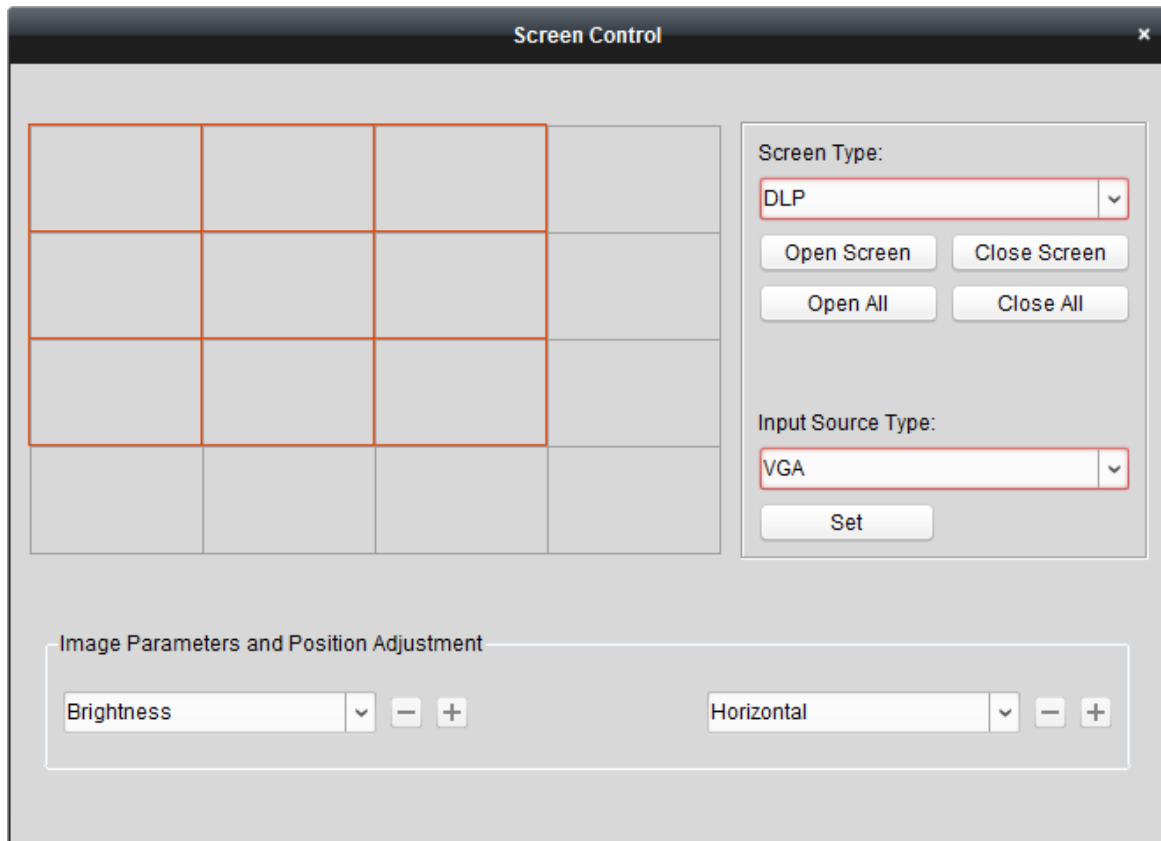 Screen Control
Screen Type:
DLP
Open Screen Close Screen
Open All Close All
Input Source Type:
VGA
Set
Image Parameters and Position Adjustment
Brightness Horizontal